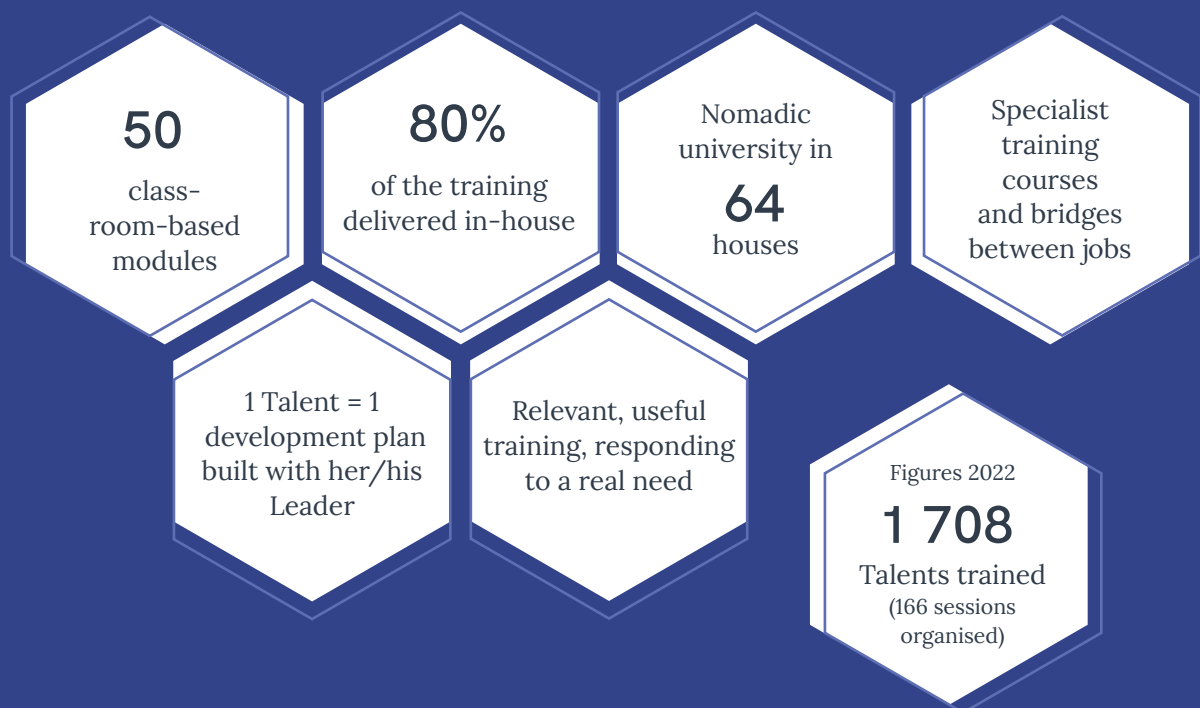 50
class-
room-based
modules
80%
of the training
delivered in-house
Nomadic
university in
64
houses
Specialist
training
courses
and bridges
between jobs
1 Talent = 1
development plan
built with her/his
Leader
Relevant, useful
training, responding
to a real need
Figures 2022
1 708
Talents trained
(166 sessions
organised)